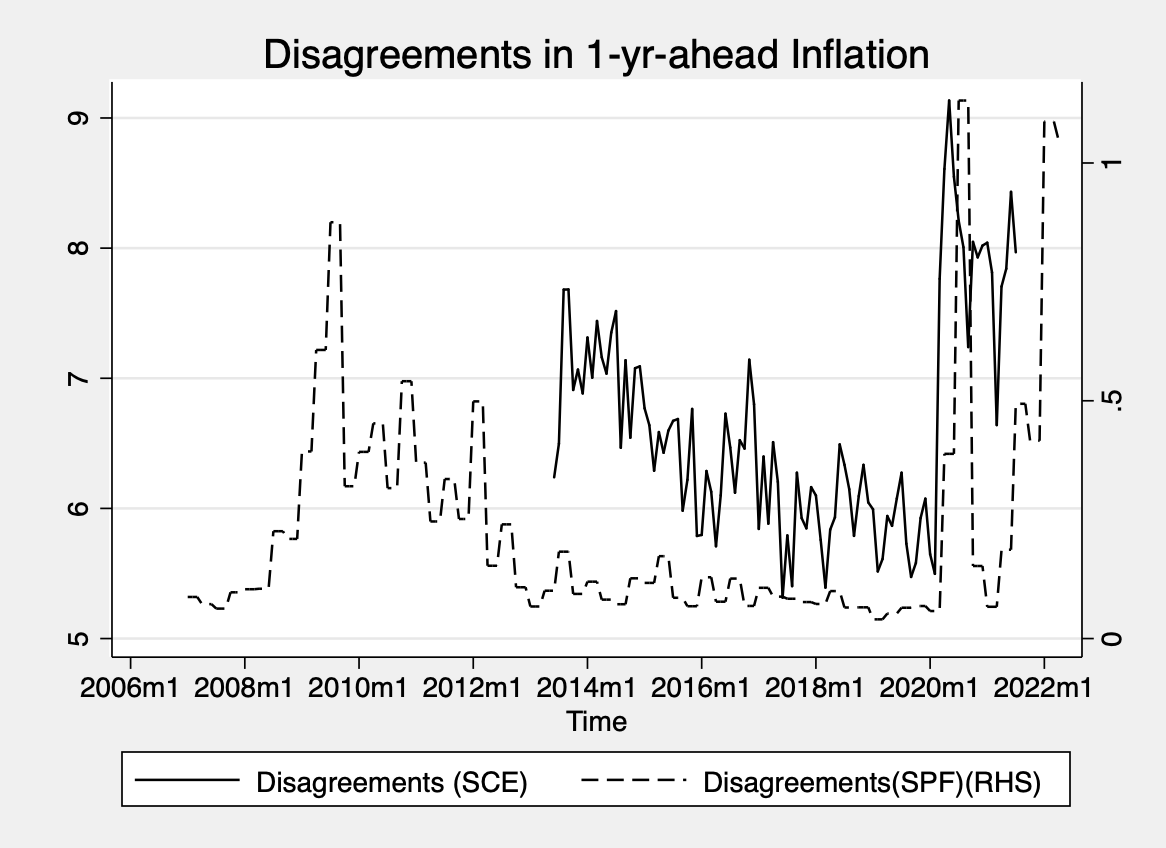 Disagreements in 1-yr-ahead Inflation
9
8
7
6
5
1
.5
0
2006m1 2008m1 2010m1 2012m1 2014m1 2016m1 2018m1 2020m1 2022m1
Time
Disagreements (SCE) Disagreements(SPF)(RHS)